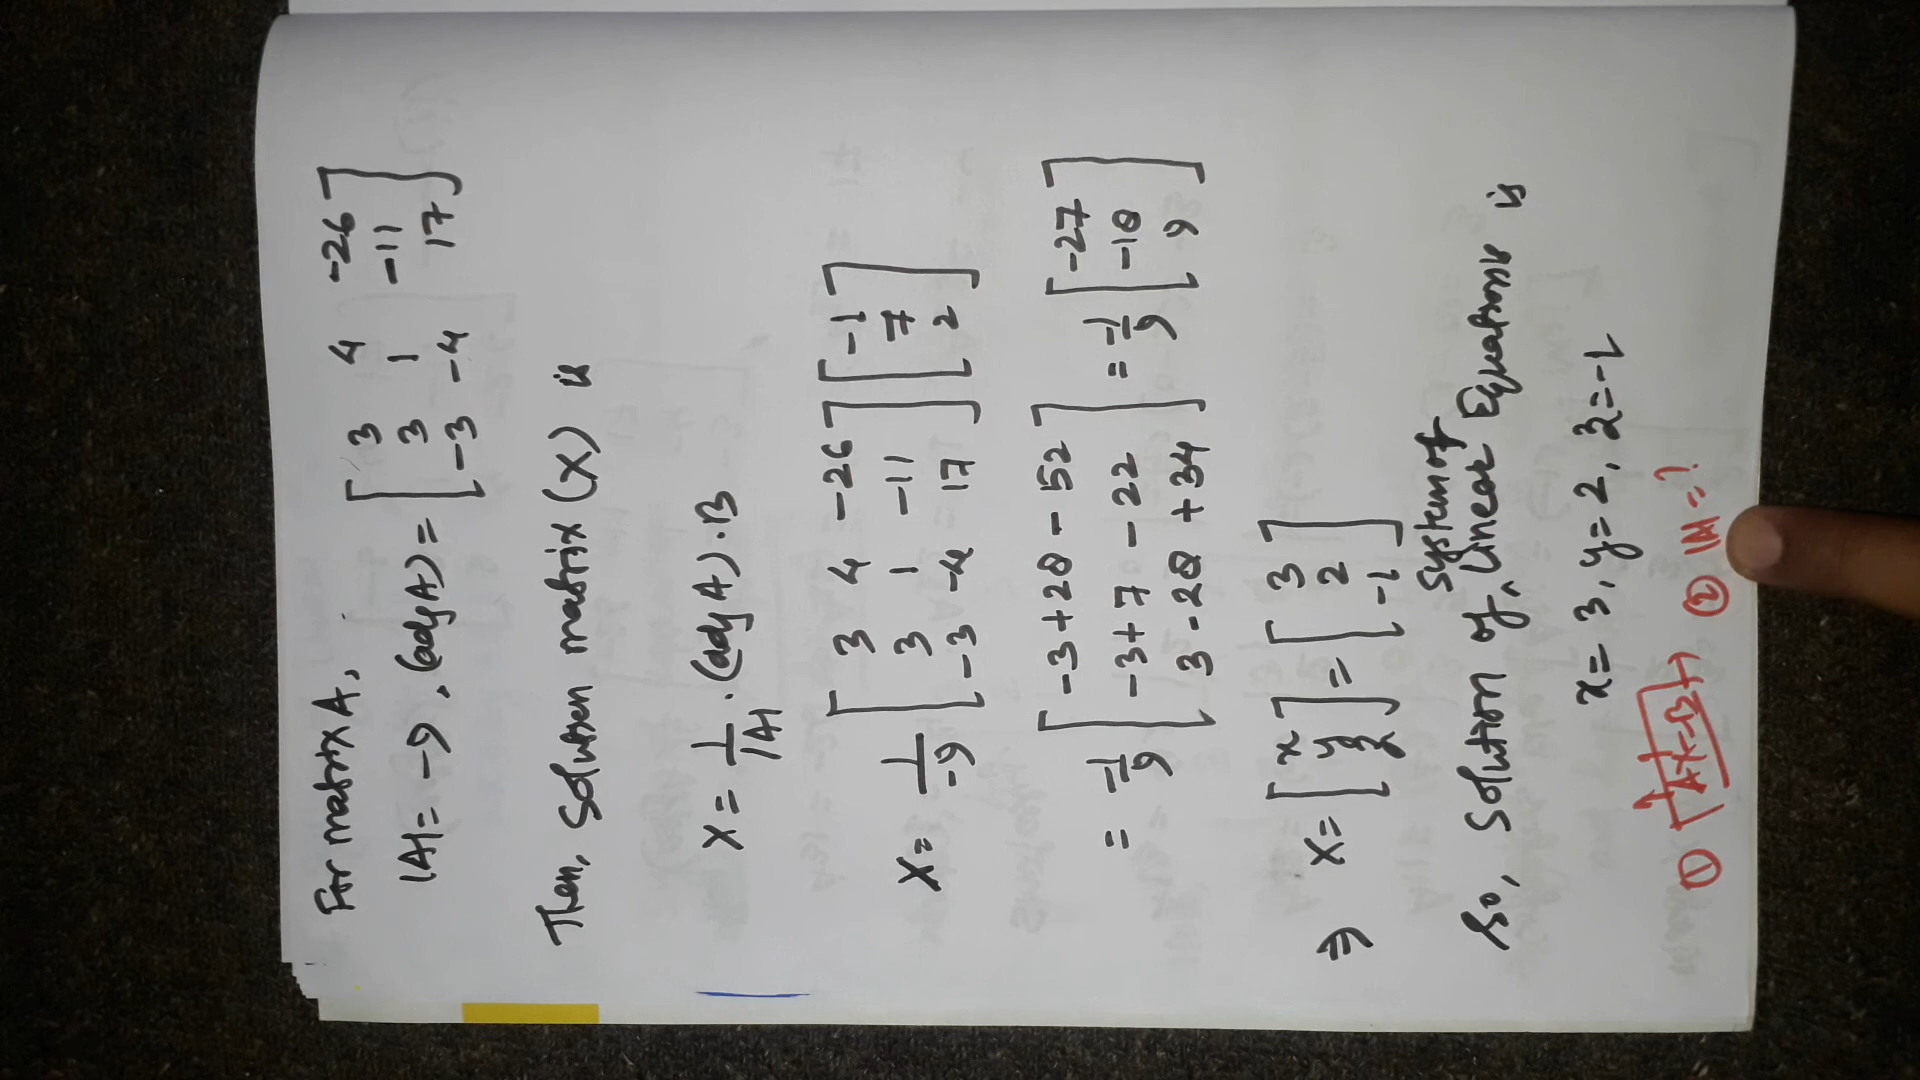 For matrix A,
|A| = -9, (adj A) = [3 4 -26
3 1 -11
-3 -4 17]
Then, Solution matrix (X) is
X = 1/|A| . (adj A) . B
X = 1/-9 [3 4 -26] [-1]
[3 1 -11] [7]
[-3 -4 17] [2]
= -1/9 [-3+28-52] = -1/9 [-27]
[-3+7-22] [-18]
[3-28+34] [9]
⇒ X = [x] = [3]
[y] [2]
[z] [-1]
System of
So, Solution of ^ Linear Equations is
x = 3, y = 2, z = -1
① AX=B ② |A| = ?